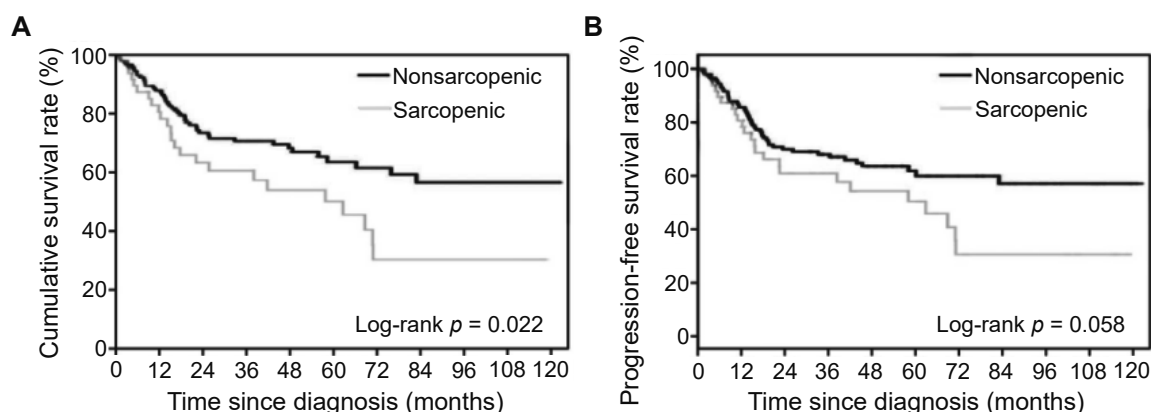 A
Cumulative survival rate (%)
100
80
60
40
20
0
Nonsarcopenic
Sarcopenic
Log-rank p = 0.022
0 12 24 36 48 60 72 84 96 108 120
Time since diagnosis (months)
B
Progression-free survival rate (%)
100
80
60
40
20
0
Nonsarcopenic
Sarcopenic
Log-rank p = 0.058
0 12 24 36 48 60 72 84 96 108 120
Time since diagnosis (months)